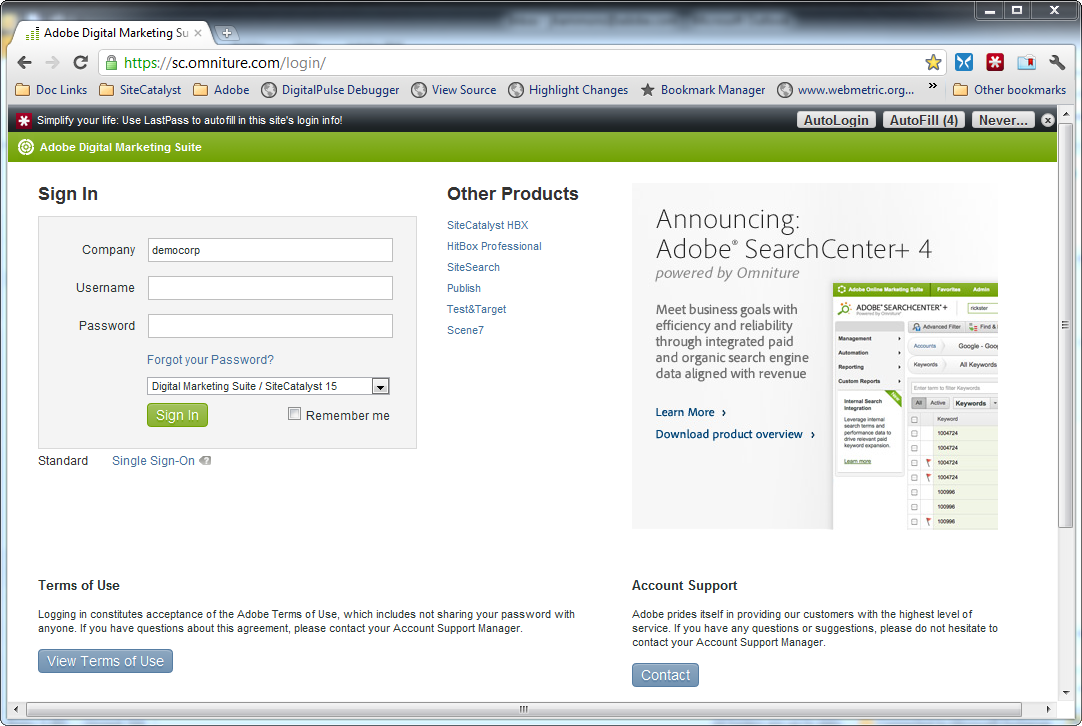 Adobe Digital Marketing Su
https://sc.omniture.com/login/
Doc Links SiteCatalyst Adobe DigitalPulse Debugger View Source Highlight Changes Bookmark Manager www.webmetric.org... » Other bookmarks
Simplify your life: Use LastPass to autofill in this site's login info! AutoLogin AutoFill (4) Never...
Adobe Digital Marketing Suite
Sign In
Company democorp
Username
Password
Forgot your Password?
Digital Marketing Suite / SiteCatalyst 15
Sign In Remember me
Standard Single Sign-On
Other Products
SiteCatalyst HBX
HitBox Professional
SiteSearch
Publish
Test&Target
Scene7
Announcing:
Adobe® SearchCenter+ 4
powered by Omniture
Meet business goals with
efficiency and reliability
through integrated paid
and organic search engine
data aligned with revenue
Learn More ›
Download product overview ›
Adobe Online Marketing Suite Favorites Admin
ADOBE® SEARCHCENTER®+
Powered by Omniture®
rickster
Advanced Filter Find &
Management
Automation
Reporting
Custom Reports
Accounts Google - Goog
Keywords All Keywords
Enter term to filter Keywords
All Active Keywords
Internal Search
Integration
Leverage internal
search terms and
performance data to
drive relevant paid
keyword expansion.
Learn more
Keyword
1004724
1004724
1004724
1004724
100996
100996
100996
Terms of Use
Logging in constitutes acceptance of the Adobe Terms of Use, which includes not sharing your password with
anyone. If you have questions about this agreement, please contact your Account Support Manager.
View Terms of Use
Account Support
Adobe prides itself in providing our customers with the highest level of
service. If you have any questions or suggestions, please do not hesitate to
contact your Account Support Manager.
Contact